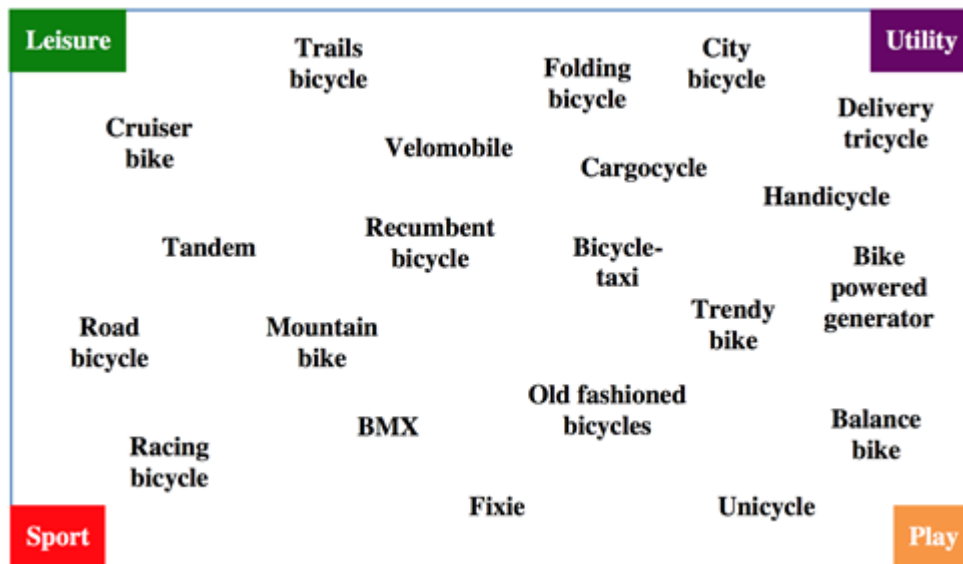 Leisure
Utility
Trails
bicycle
Folding
bicycle
City
bicycle
Delivery
tricycle
Cruiser
bike
Velomobile
Cargocycle
Handicycle
Tandem
Recumbent
bicycle
Bicycle-
taxi
Bike
powered
generator
Trendy
bike
Road
bicycle
Mountain
bike
Old fashioned
bicycles
BMX
Balance
bike
Racing
bicycle
Fixie
Unicycle
Sport
Play